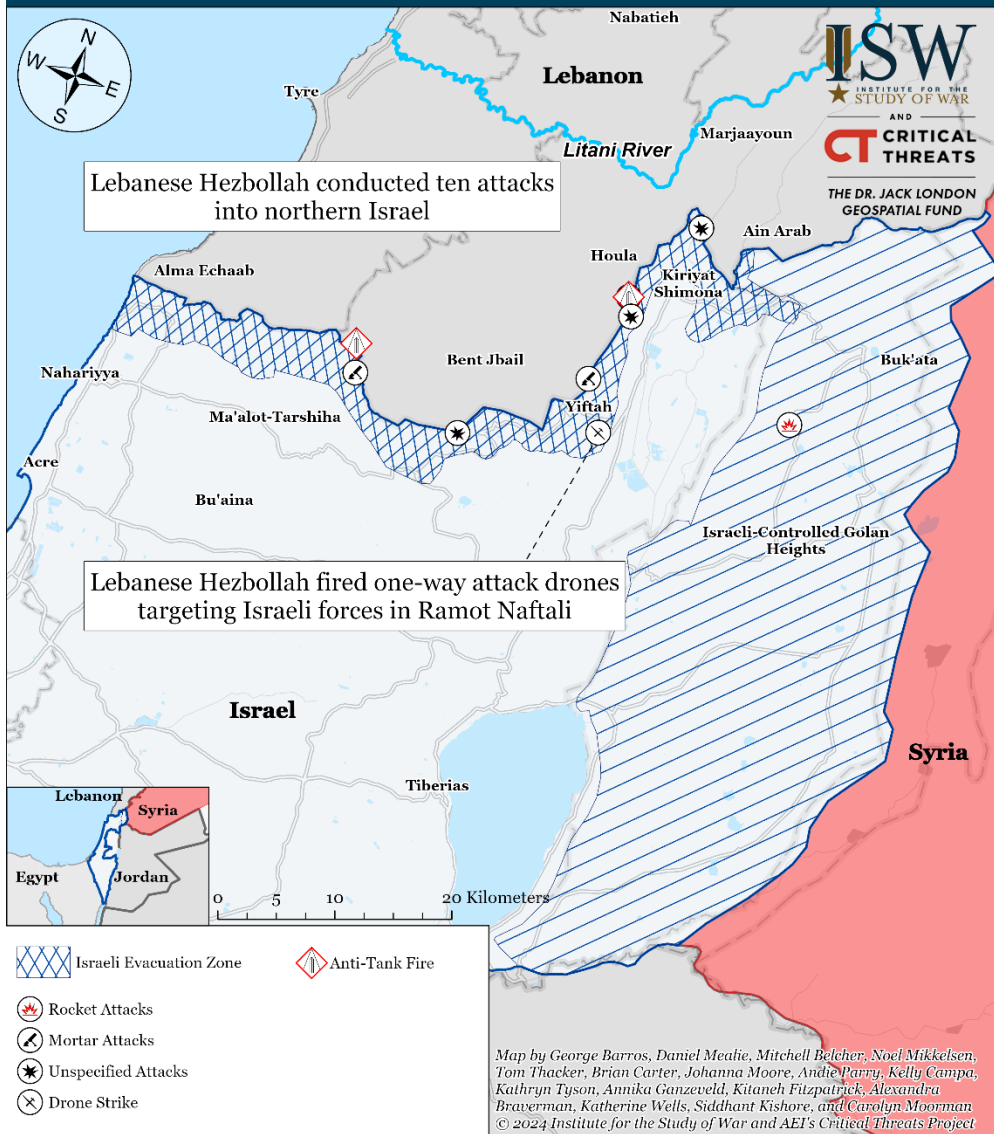 Nabatieh
N
W
E
S
Lebanon
ISW
INSTITUTE FOR THE
STUDY OF WAR
AND
CT CRITICAL
THREATS
THE DR. JACK LONDON
GEOSPATIAL FUND
Tyre
Marjaayoun
Litani River
Lebanese Hezbollah conducted ten attacks
into northern Israel
Ain Arab
Houla
Alma Echaab
Kiriyat
Shimona
Bent Jbail
Buk'ata
Nahariyya
Ma'alot-Tarshiha
Yiftah
Acre
Bu'aina
Israeli-Controlled Golan
Heights
Lebanese Hezbollah fired one-way attack drones
targeting Israeli forces in Ramot Naftali
Israel
Syria
Tiberias
Lebanon
Syria
Egypt
Jordan
0 5 10 20 Kilometers
Israeli Evacuation Zone
Anti-Tank Fire
Rocket Attacks
Mortar Attacks
Unspecified Attacks
Drone Strike
Map by George Barros, Daniel Mealie, Mitchell Belcher, Noel Mikkelsen,
Tom Thacker, Brian Carter, Johanna Moore, Andie Parry, Kelly Campa,
Kathryn Tyson, Annika Ganzeveld, Kitaneh Fitzpatrick, Alexandra
Braverman, Katherine Wells, Siddhant Kishore, and Carolyn Moorman
© 2024 Institute for the Study of War and AEI's Critical Threats Project